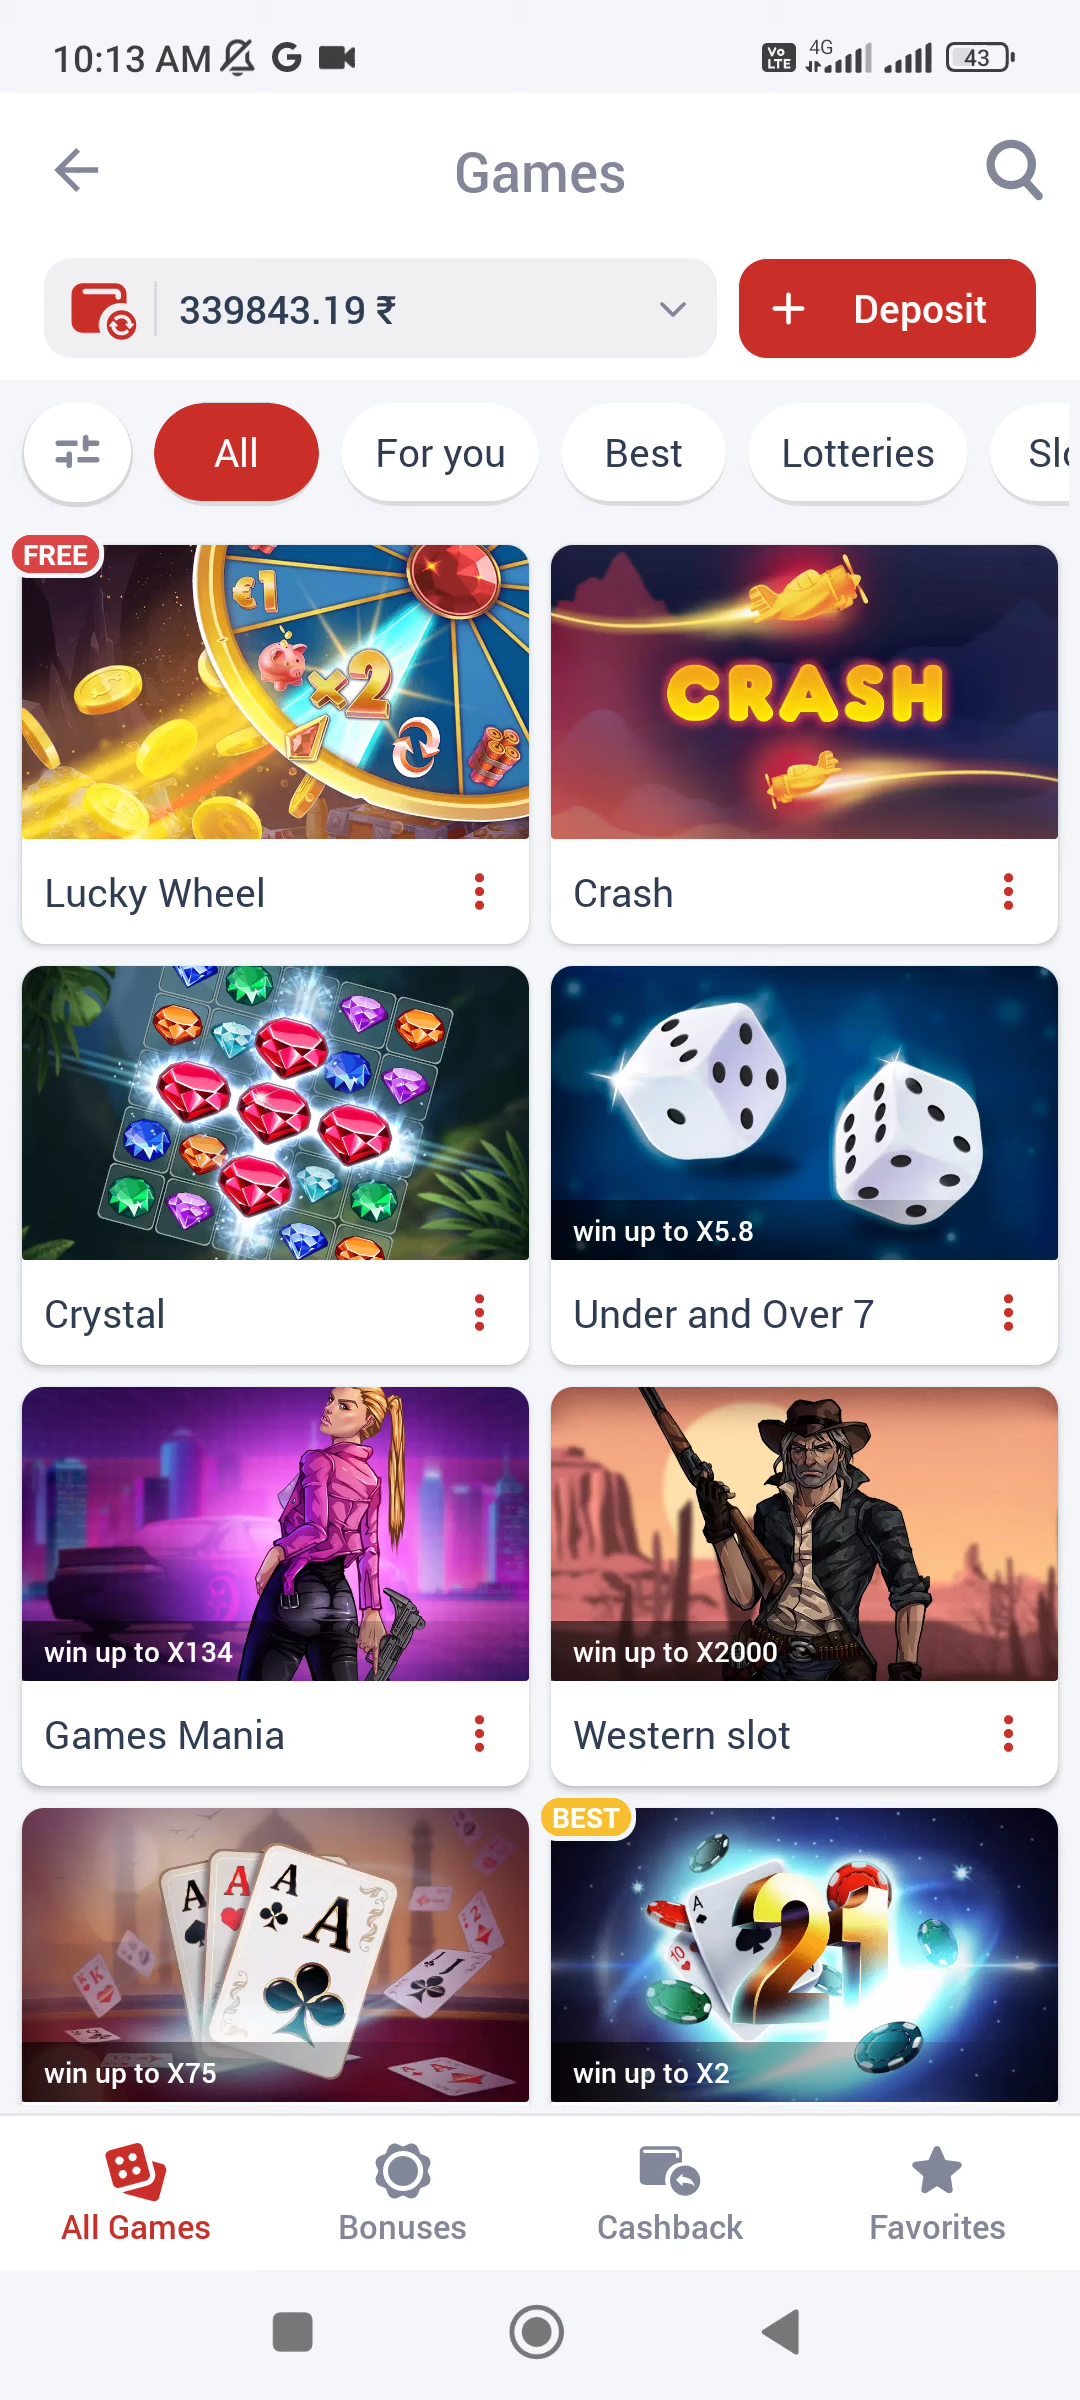 10:13 AM
Vo LTE 4G 43
Games
339843.19 ₹
+ Deposit
All
For you
Best
Lotteries
FREE
€1
x2
CRASH
Lucky Wheel
Crash
win up to X5.8
Crystal
Under and Over 7
win up to X134
win up to X2000
Games Mania
Western slot
BEST
A A A A
21
win up to X75
win up to X2
All Games
Bonuses
Cashback
Favorites